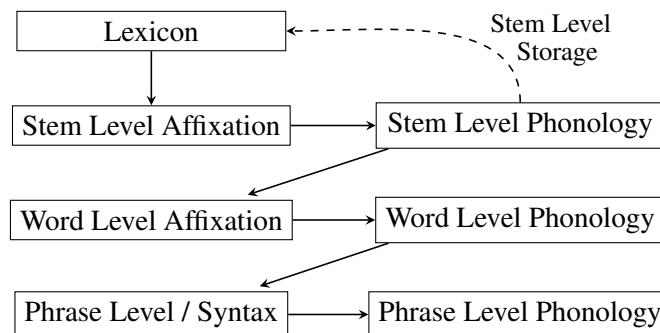 Lexicon
Stem Level
Storage
Stem Level Affixation
Stem Level Phonology
Word Level Affixation
Word Level Phonology
Phrase Level / Syntax
Phrase Level Phonology